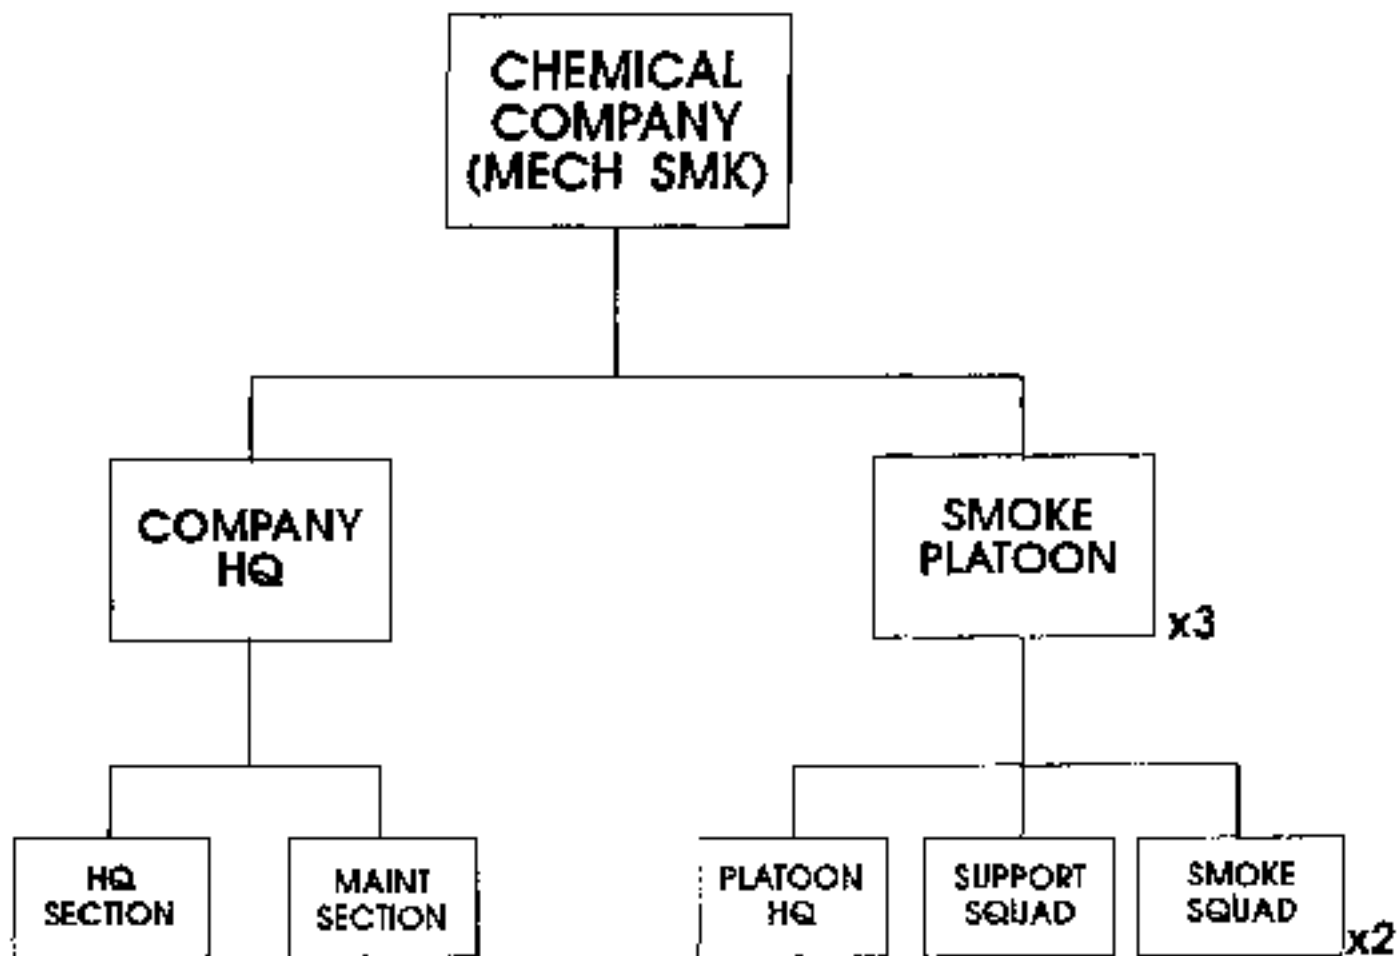 CHEMICAL
COMPANY
(MECH SMK)
COMPANY
HQ
SMOKE
PLATOON
x3
HQ
SECTION
MAINT
SECTION
PLATOON
HQ
SUPPORT
SQUAD
SMOKE
SQUAD
x2